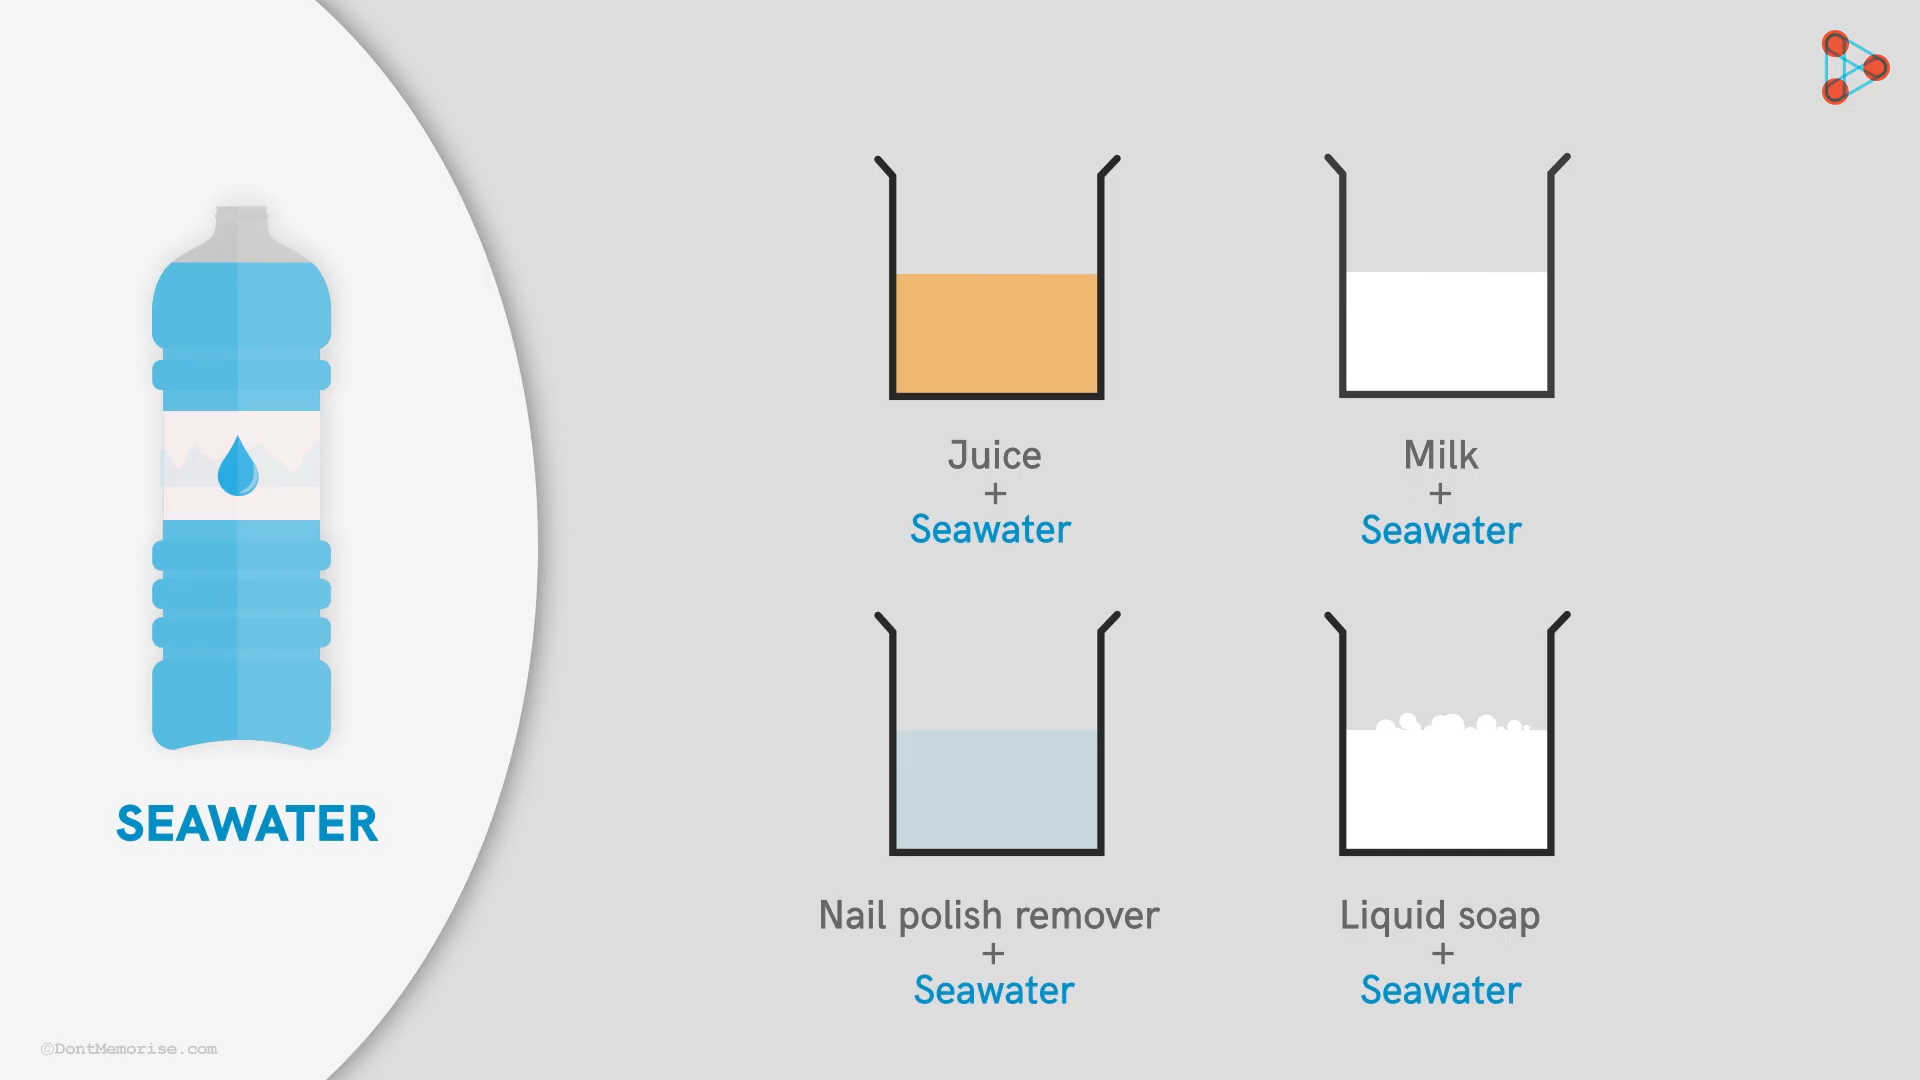 SEAWATER
Juice
+
Seawater
Milk
+
Seawater
Nail polish remover
+
Seawater
Liquid soap
+
Seawater
©DontMemorise.com